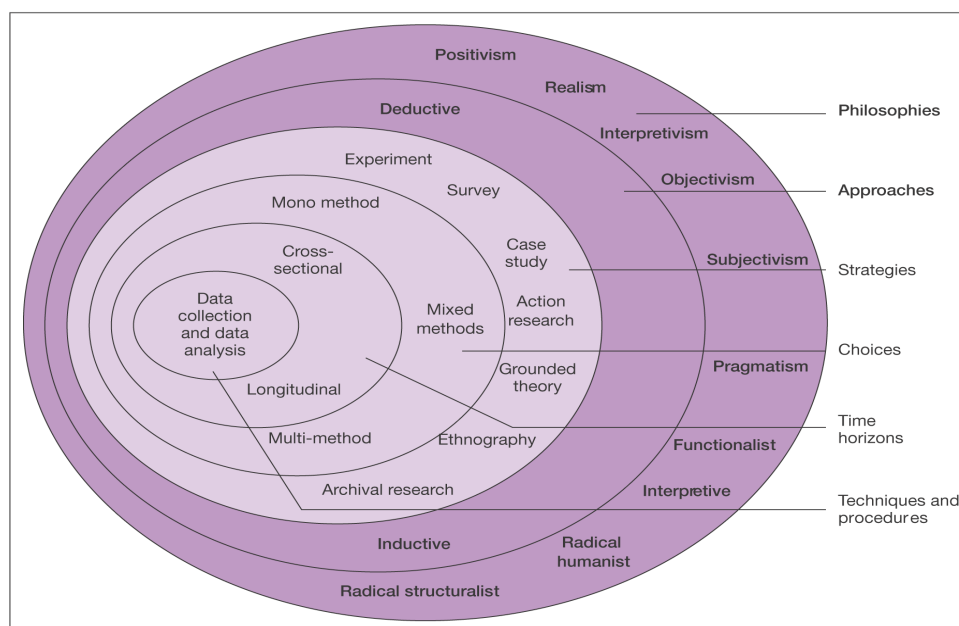 Positivism
Realism
Deductive
Philosophies
Interpretivism
Experiment
Objectivism
Survey
Approaches
Mono method
Cross-
sectional
Case
study
Subjectivism
Strategies
Data
collection
and data
analysis
Mixed
methods
Action
research
Choices
Pragmatism
Grounded
theory
Longitudinal
Time
horizons
Multi-method
Ethnography
Functionalist
Archival research
Interpretive
Techniques and
procedures
Inductive
Radical
humanist
Radical structuralist